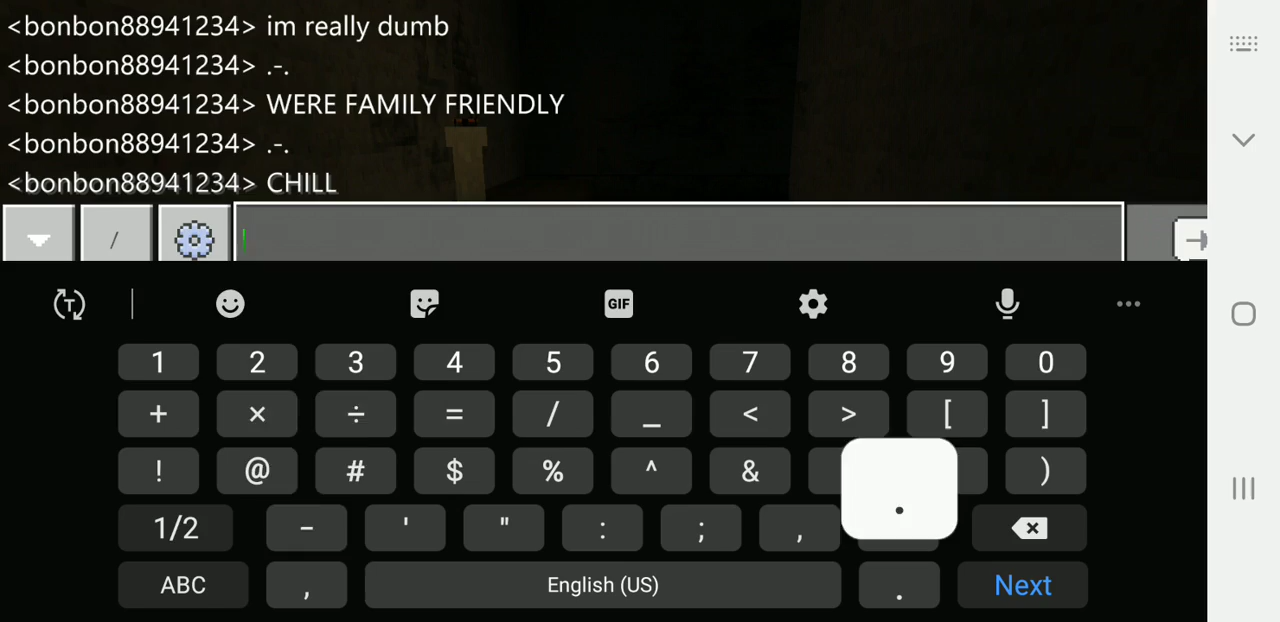 <bonbon88941234> im really dumb
<bonbon88941234> .-.
<bonbon88941234> WERE FAMILY FRIENDLY
<bonbon88941234> .-.
<bonbon88941234> CHILL
/
T GIF
1 2 3 4 5 6 7 8 9 0
+ × ÷ = / _ < > [ ]
! @ # $ % ^ & )
1/2 - ' " : ; , .
ABC , English (US) . Next